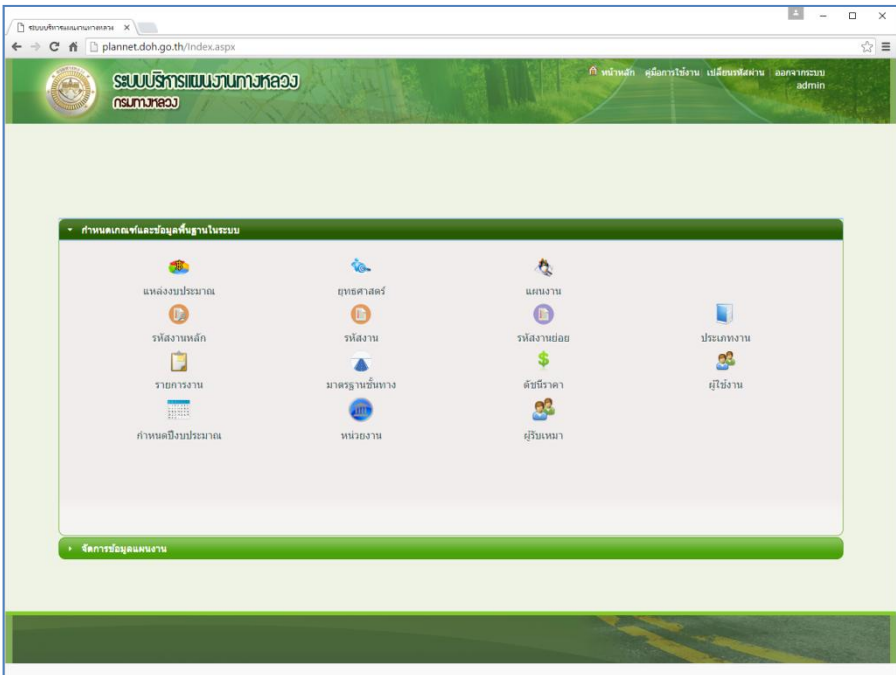 ระบบบริหารแผนงานทางหลวง
plannet.doh.go.th/Index.aspx
หน้าหลัก คู่มือการใช้งาน เปลี่ยนรหัสผ่าน ออกจากระบบ
admin
ระบบบริหารแผนงานทางหลวง
กรมทางหลวง
กำหนดเกณฑ์และข้อมูลพื้นฐานในระบบ
แหล่งงบประมาณ ยุทธศาสตร์ แผนงาน
รหัสงานหลัก รหัสงาน รหัสงานย่อย ประเภทงาน
รายการงาน มาตรฐานชั้นทาง ดัชนีราคา ผู้ใช้งาน
กำหนดปีงบประมาณ หน่วยงาน ผู้รับเหมา
จัดการข้อมูลแผนงาน